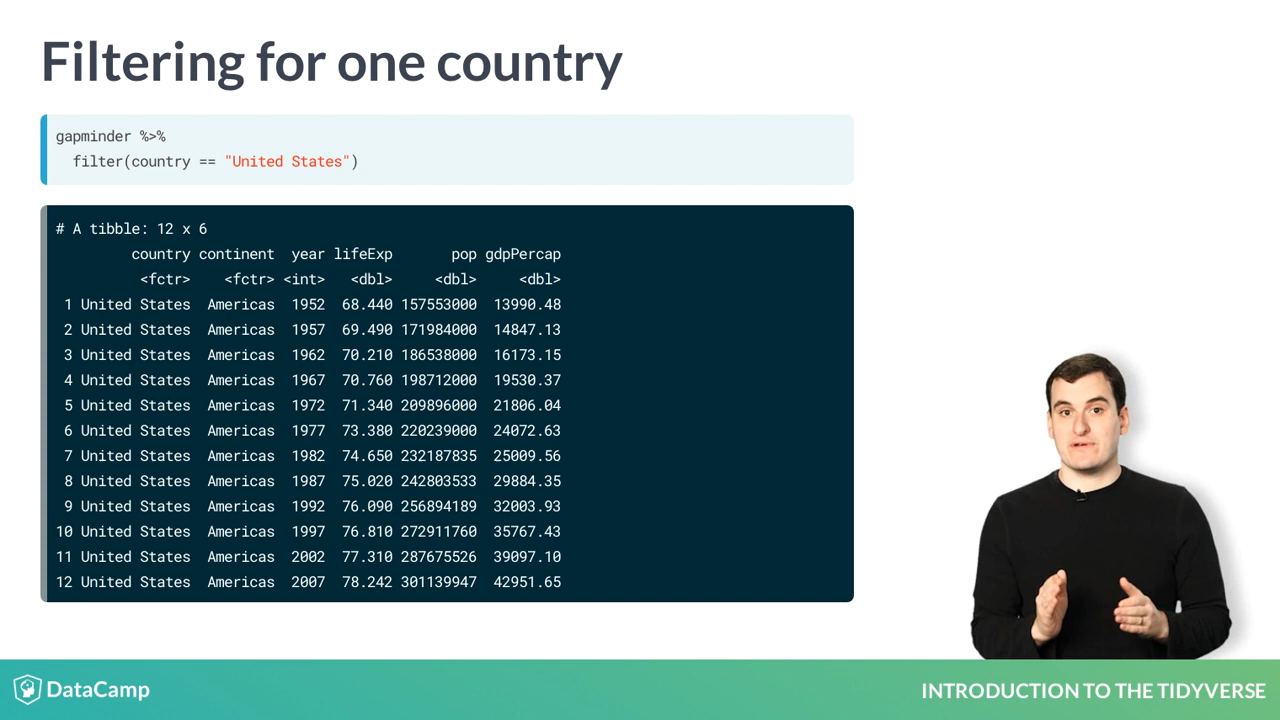 Filtering for one country
gapminder %>%
filter(country == "United States")
# A tibble: 12 x 6
country continent year lifeExp pop gdpPercap
<fctr> <fctr> <int> <dbl> <dbl> <dbl>
1 United States Americas 1952 68.440 157553000 13990.48
2 United States Americas 1957 69.490 171984000 14847.13
3 United States Americas 1962 70.210 186538000 16173.15
4 United States Americas 1967 70.760 198712000 19530.37
5 United States Americas 1972 71.340 209896000 21806.04
6 United States Americas 1977 73.380 220239000 24072.63
7 United States Americas 1982 74.650 232187835 25009.56
8 United States Americas 1987 75.020 242803533 29884.35
9 United States Americas 1992 76.090 256894189 32003.93
10 United States Americas 1997 76.810 272911760 35767.43
11 United States Americas 2002 77.310 287675526 39097.10
12 United States Americas 2007 78.242 301139947 42951.65
DataCamp
INTRODUCTION TO THE TIDYVERSE